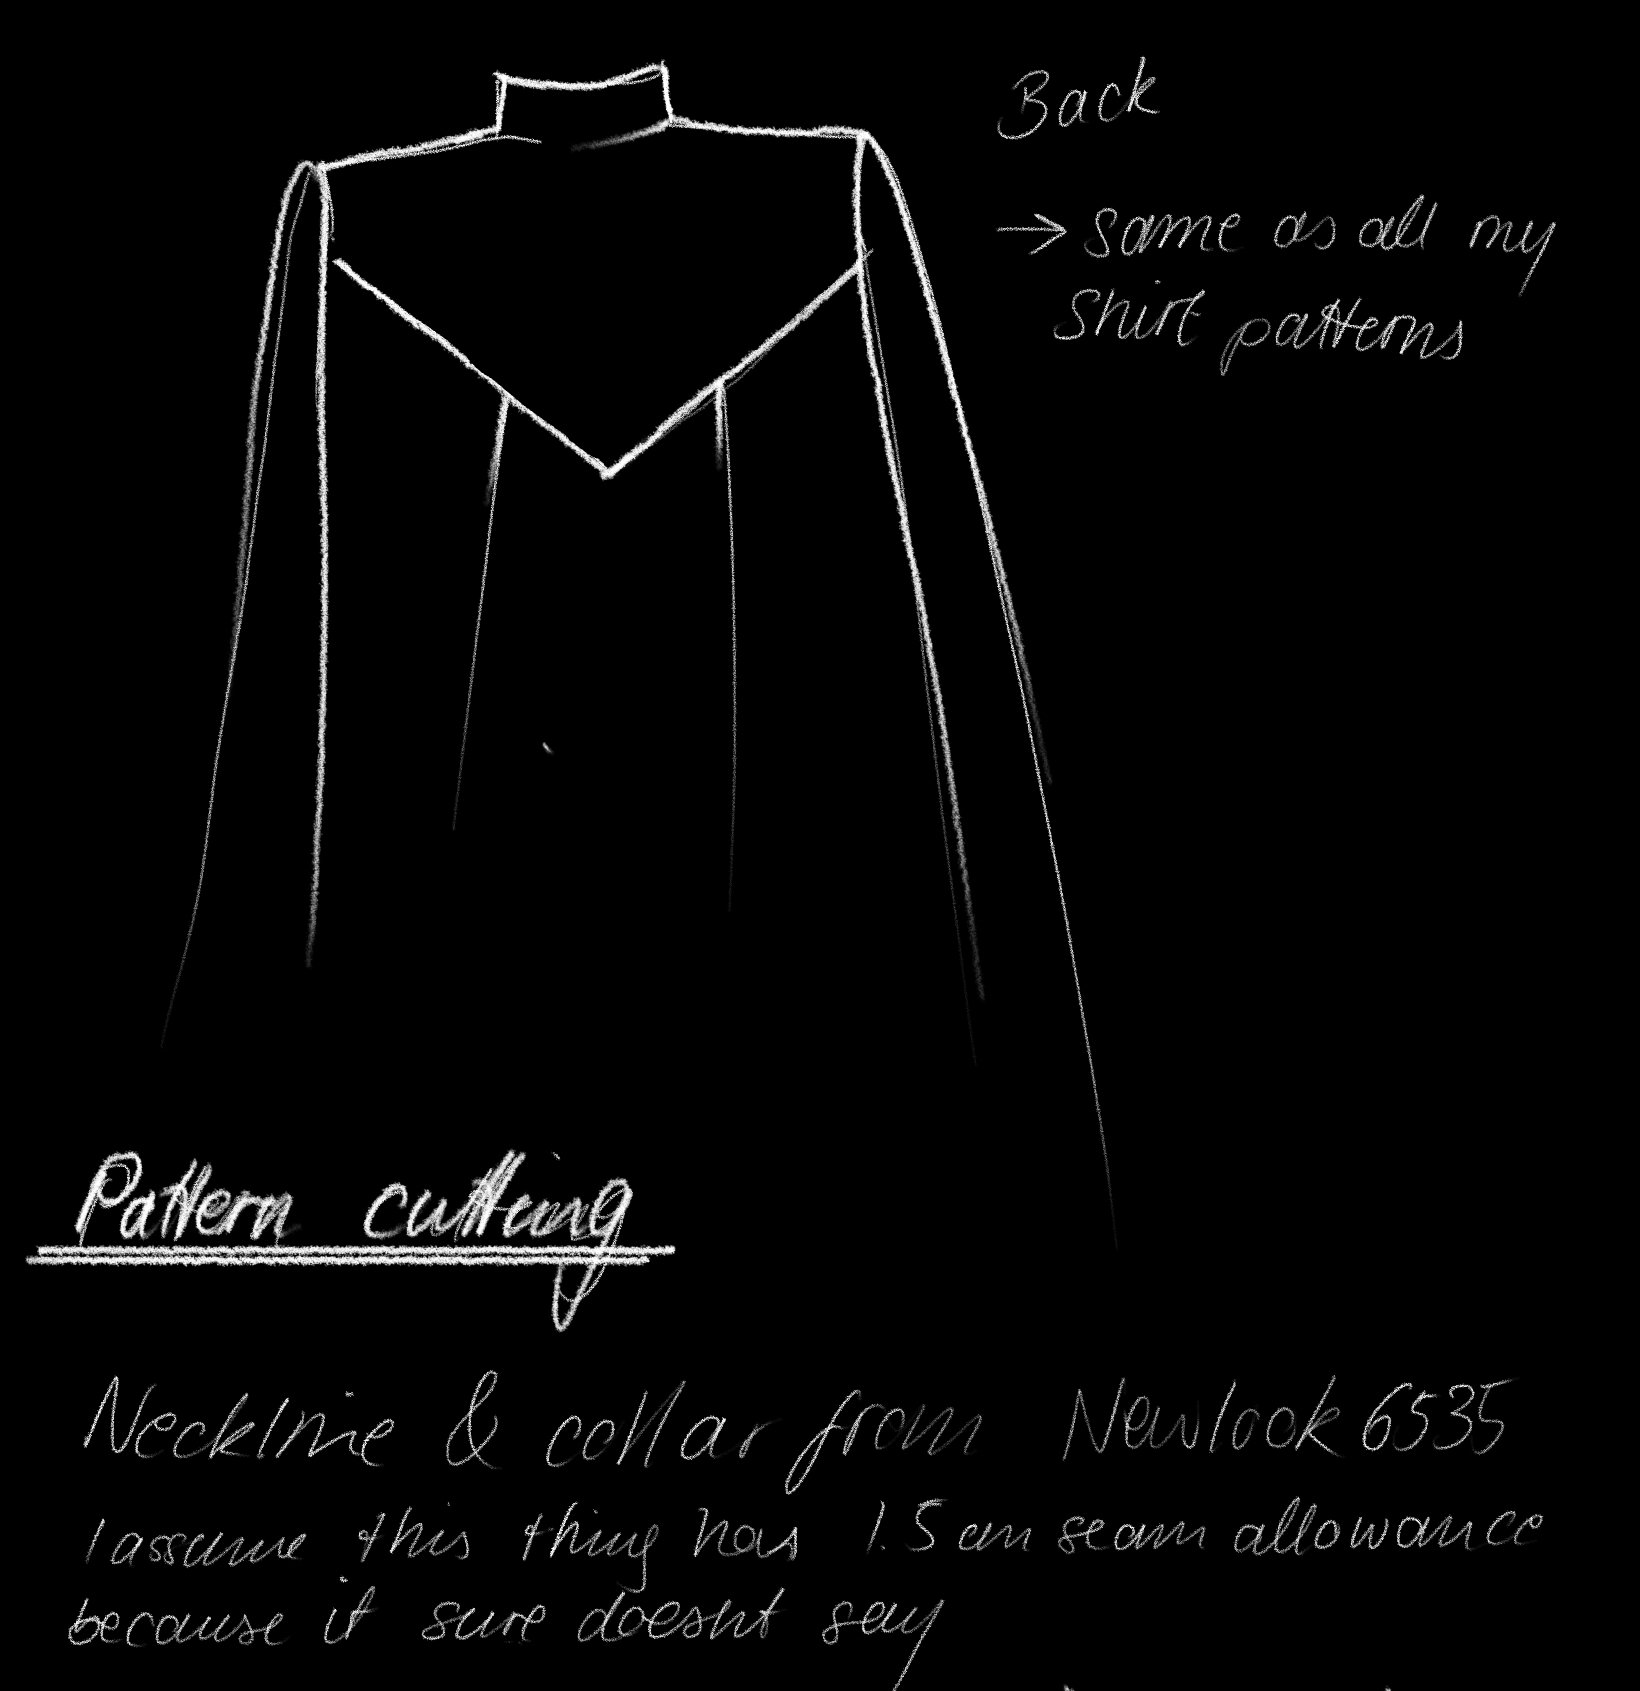 Back
→ same as all my
shirt patterns
Pattern cutting
Neckline & collar from Newlook 6535
I assume this thing has 1.5 cm seam allowance
because it sure doesnt say